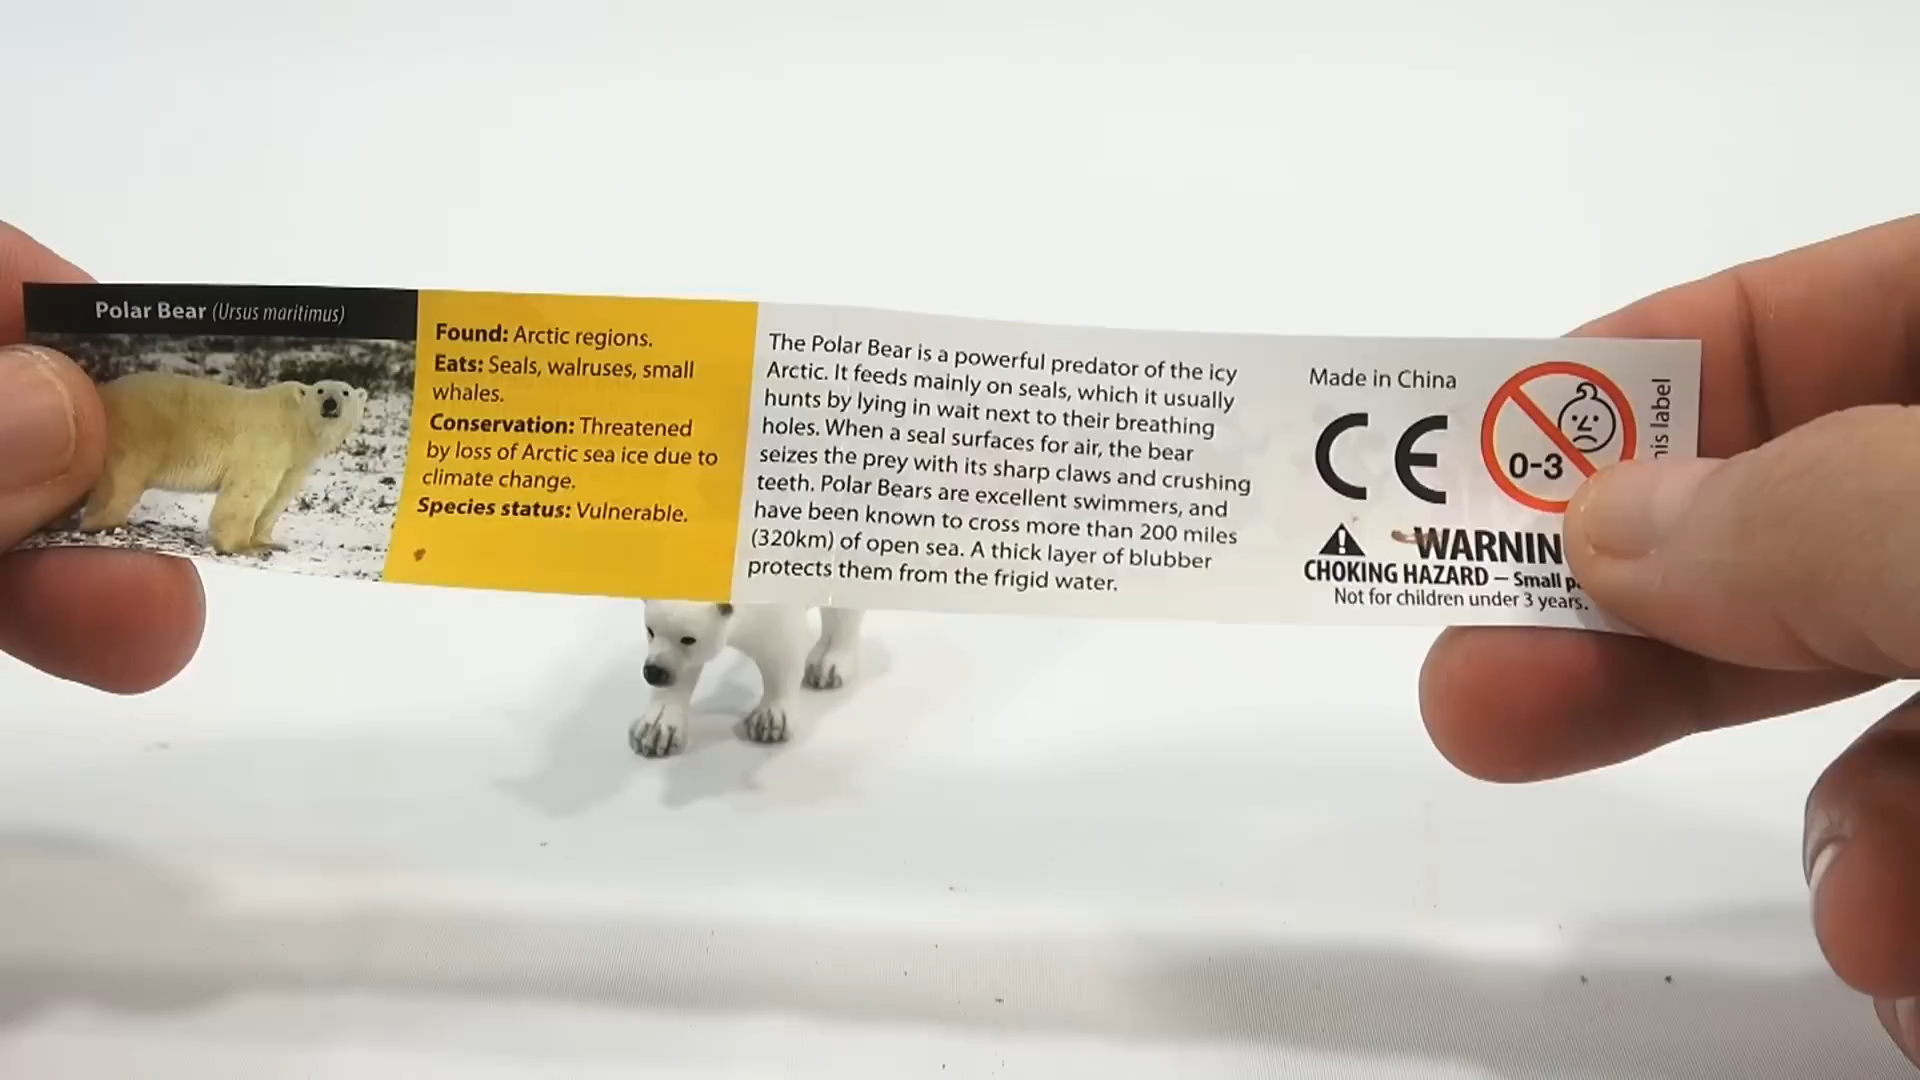 Polar Bear (Ursus maritimus)
Found: Arctic regions.
Eats: Seals, walruses, small
whales.
Conservation: Threatened
by loss of Arctic sea ice due to
climate change.
Species status: Vulnerable.
The Polar Bear is a powerful predator of the icy
Arctic. It feeds mainly on seals, which it usually
hunts by lying in wait next to their breathing
holes. When a seal surfaces for air, the bear
seizes the prey with its sharp claws and crushing
teeth. Polar Bears are excellent swimmers, and
have been known to cross more than 200 miles
(320km) of open sea. A thick layer of blubber
protects them from the frigid water.
Made in China
CE
0-3
WARNIN
CHOKING HAZARD – Small p
Not for children under 3 years.
his label